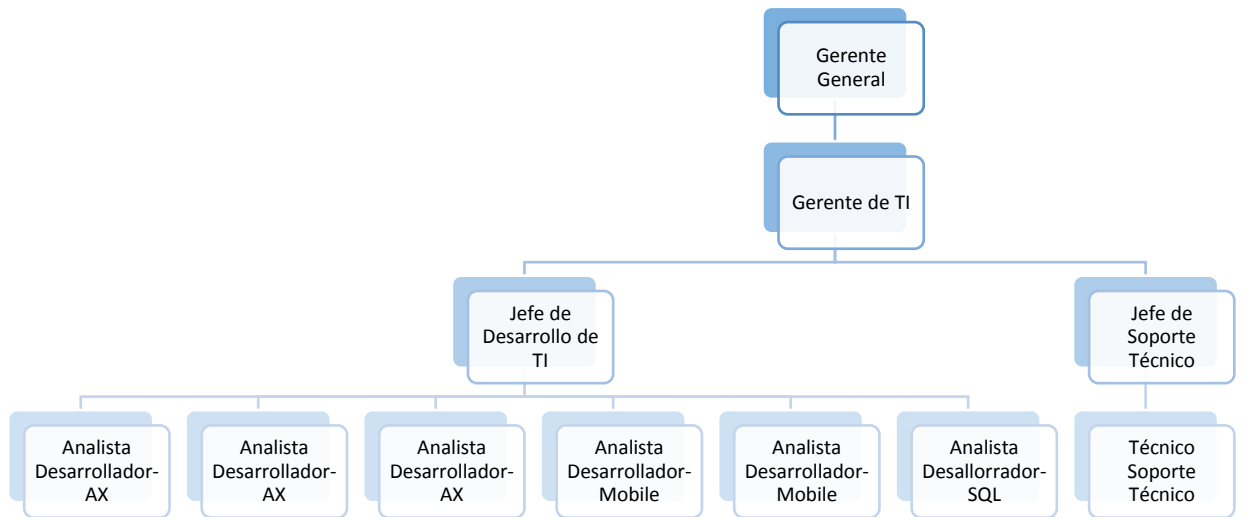 Gerente
General
Gerente de TI
Jefe de
Desarrollo de
TI
Jefe de
Soporte
Técnico
Analista
Desarrollador-
AX
Analista
Desarrollador-
AX
Analista
Desarrollador-
AX
Analista
Desarrollador-
Mobile
Analista
Desarrollador-
Mobile
Analista
Desallorrador-
SQL
Técnico
Soporte
Técnico